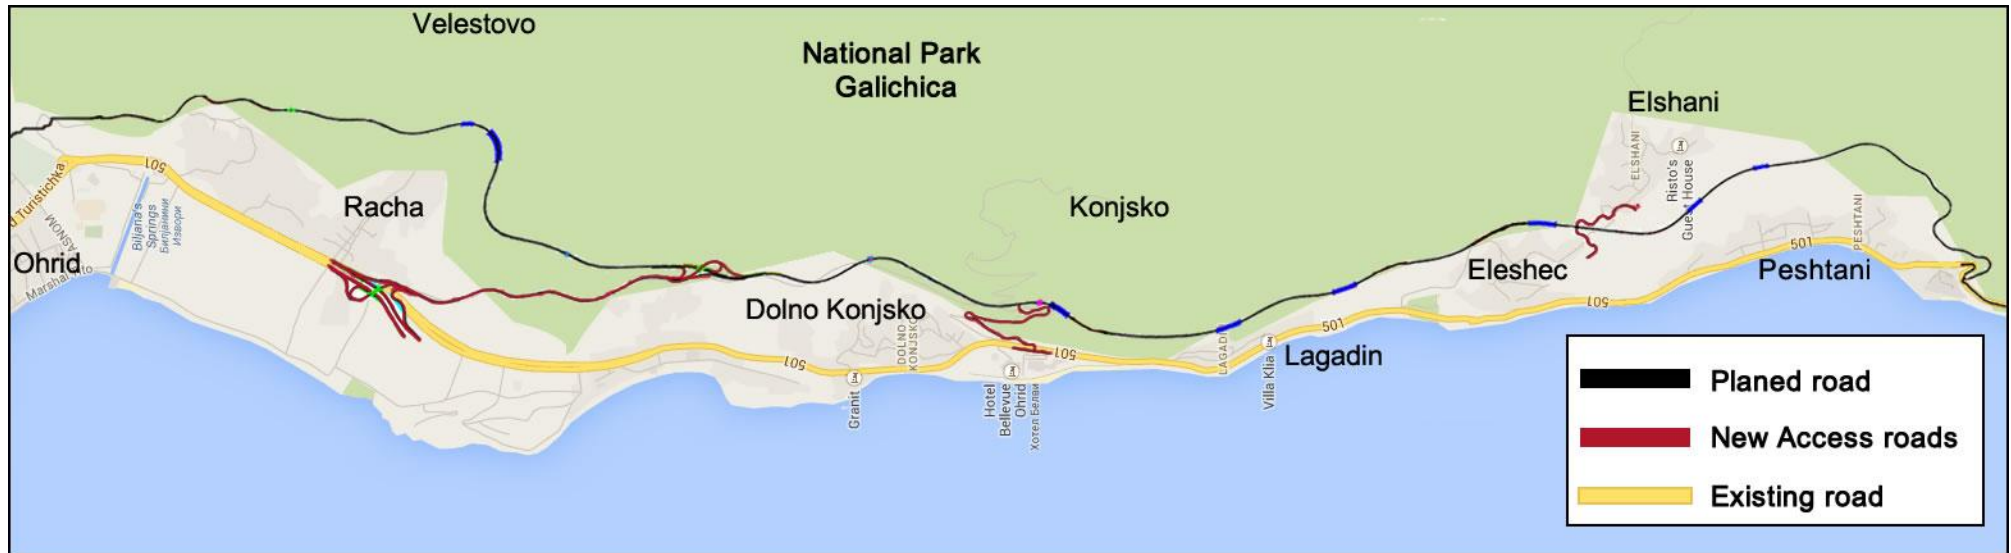 Velestovo
National Park
Galichica
Elshani
ELSHANI
Risto's
Guest House
501
Racha
Konjsko
Turistichka
Biljana's
Springs
Билјанини
Извори
PESHTANI
501
Ohrid
Eleshec
Peshtani
501
Dolno Konjsko
DOLNO
KONJSKO
501
501
501
LAGADI
Lagadin
Villa Klia
Granit
Hotel
Bellevue
Ohrid
Хотел Белви
Planed road
New Access roads
Existing road